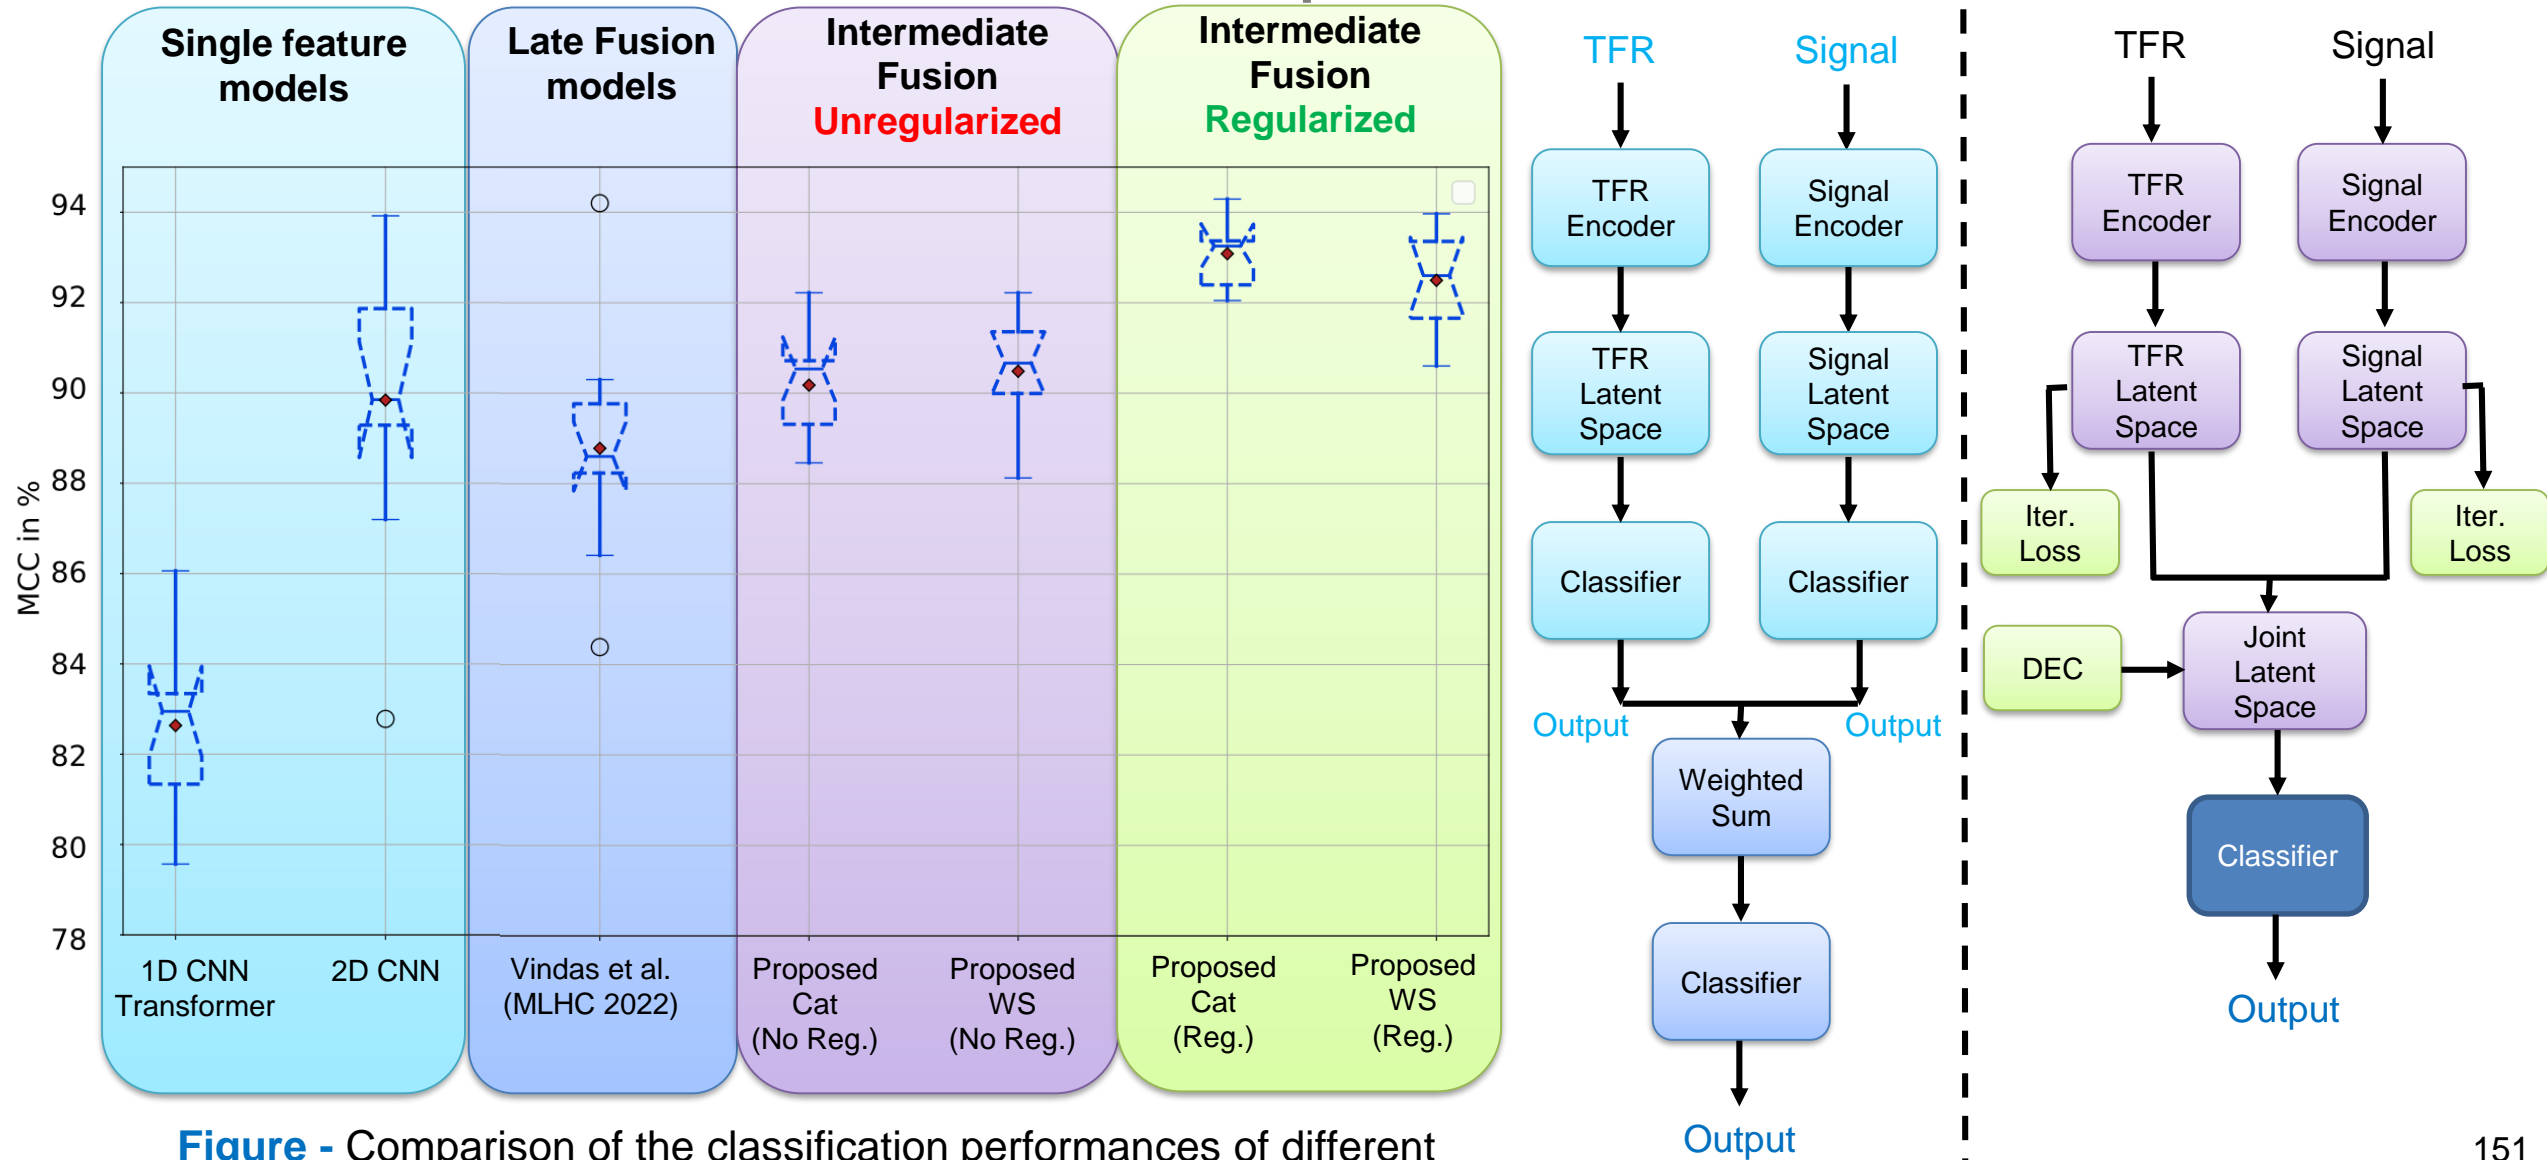 Single feature
models
Late Fusion
models
Intermediate
Fusion
Unregularized
Intermediate
Fusion
Regularized
MCC in %
94
92
90
88
86
84
82
80
78
1D CNN
Transformer
2D CNN
Vindas et al.
(MLHC 2022)
Proposed
Cat
(No Reg.)
Proposed
WS
(No Reg.)
Proposed
Cat
(Reg.)
Proposed
WS
(Reg.)
Figure - Comparison of the classification performances of different
TFR
Signal
TFR
Encoder
Signal
Encoder
TFR
Latent
Space
Signal
Latent
Space
Classifier
Classifier
Output
Output
Weighted
Sum
Classifier
Output
TFR
Signal
TFR
Encoder
Signal
Encoder
TFR
Latent
Space
Signal
Latent
Space
Iter.
Loss
Iter.
Loss
DEC
Joint
Latent
Space
Classifier
Output
151